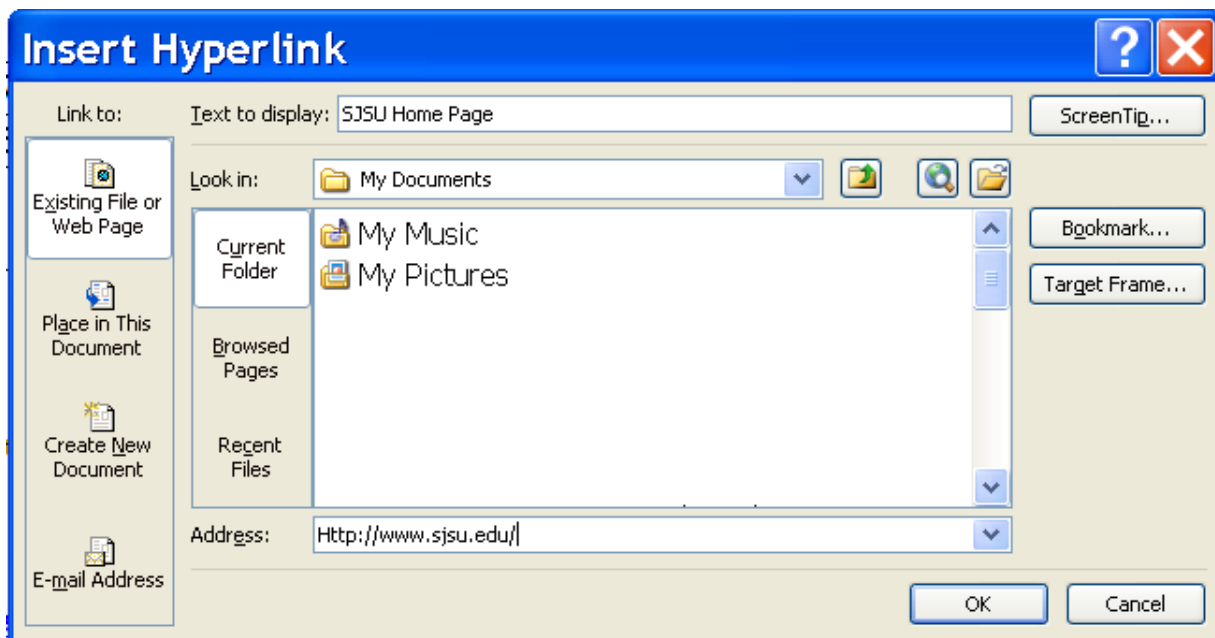 Insert Hyperlink
Link to:
Text to display: SJSU Home Page
ScreenTip...
Existing File or
Web Page
Look in:
My Documents
Current
Folder
My Music
My Pictures
Bookmark...
Target Frame...
Place in This
Document
Browsed
Pages
Create New
Document
Recent
Files
Address:
Http://www.sjsu.edu/
E-mail Address
OK
Cancel